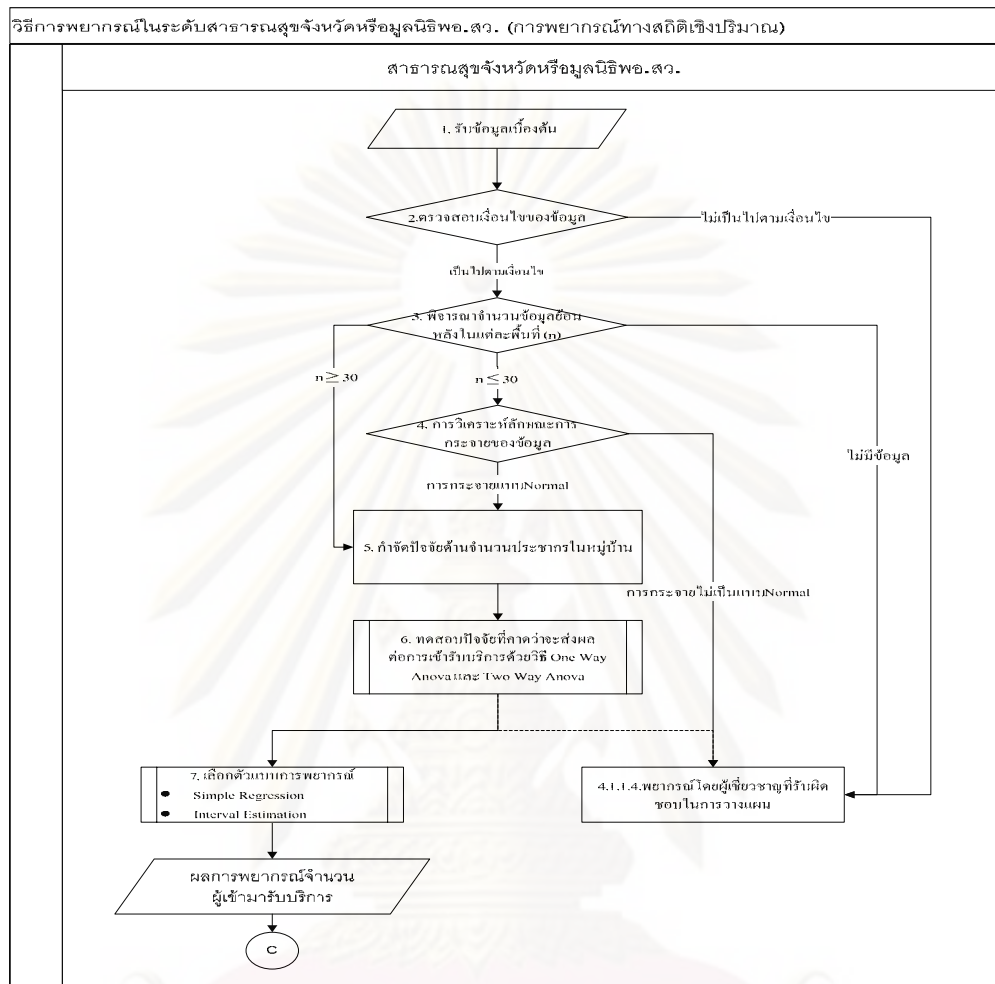 วิธีการพยากรณ์ในระดับสาธารณสุขจังหวัดหรือมูลนิธิพอ.สว. (การพยากรณ์ทางสถิติเชิงปริมาณ)
สาธารณสุขจังหวัดหรือมูลนิธิพอ.สว.
1. รับข้อมูลเบื้องต้น
2.ตรวจสอบเงื่อนไขของข้อมูล
ไม่เป็นไปตามเงื่อนไข
เป็นไปตามเงื่อนไข
3. พิจารณาจำนวนข้อมูลย้อน
หลังในแต่ละพื้นที่ (n)
n ≥ 30
n ≤ 30
4. การวิเคราะห์ลักษณะการ
กระจายของข้อมูล
ไม่มีข้อมูล
การกระจายแบบNormal
5. กำจัดปัจจัยด้านจำนวนประชากรในหมู่บ้าน
การกระจายไม่เป็นแบบNormal
6. ทดสอบปัจจัยที่คาดว่าจะส่งผล
ต่อการเข้ารับบริการด้วยวิธี One Way
Anovaและ Two Way Anova
7. เลือกตัวแบบการพยากรณ์
● Simple Regression
● Interval Estimation
4.1.1.4.พยากรณ์โดยผู้เชี่ยวชาญที่รับผิด
ชอบในการวางแผน
ผลการพยากรณ์จำนวน
ผู้เข้ามารับบริการ
C